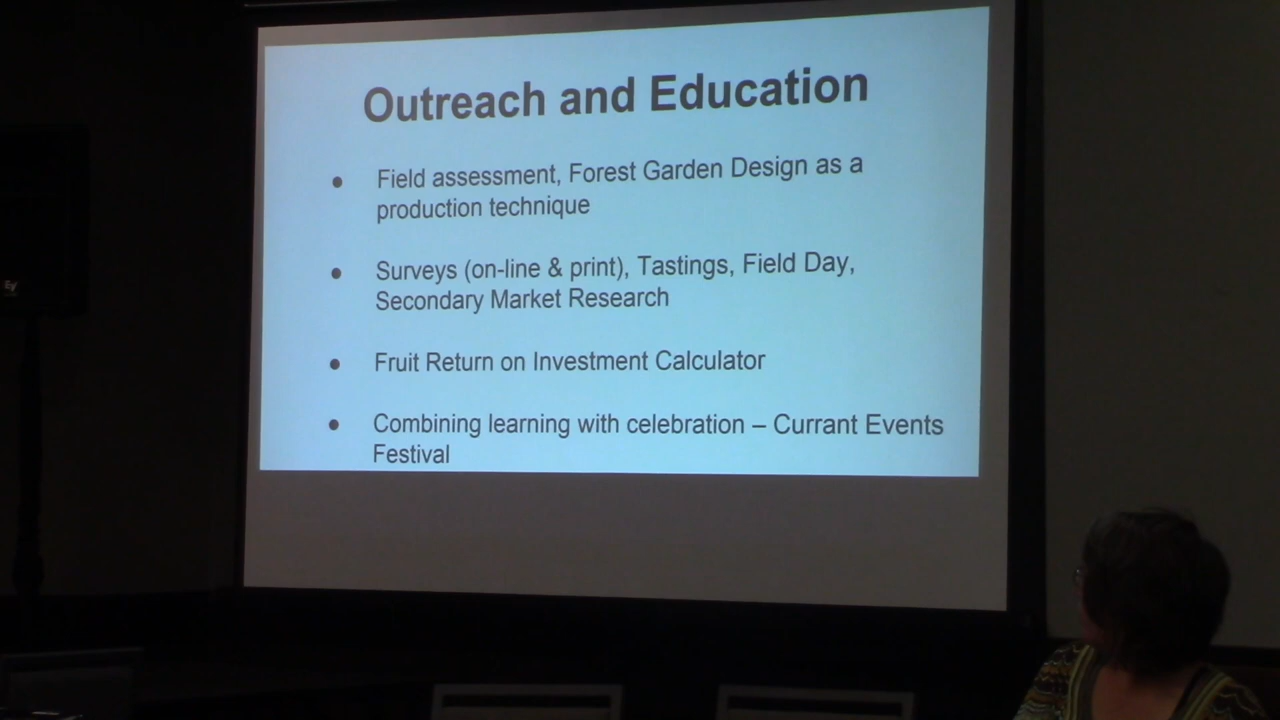 Outreach and Education
● Field assessment, Forest Garden Design as a
production technique
● Surveys (on-line & print), Tastings, Field Day,
Secondary Market Research
● Fruit Return on Investment Calculator
● Combining learning with celebration – Currant Events
Festival
EV